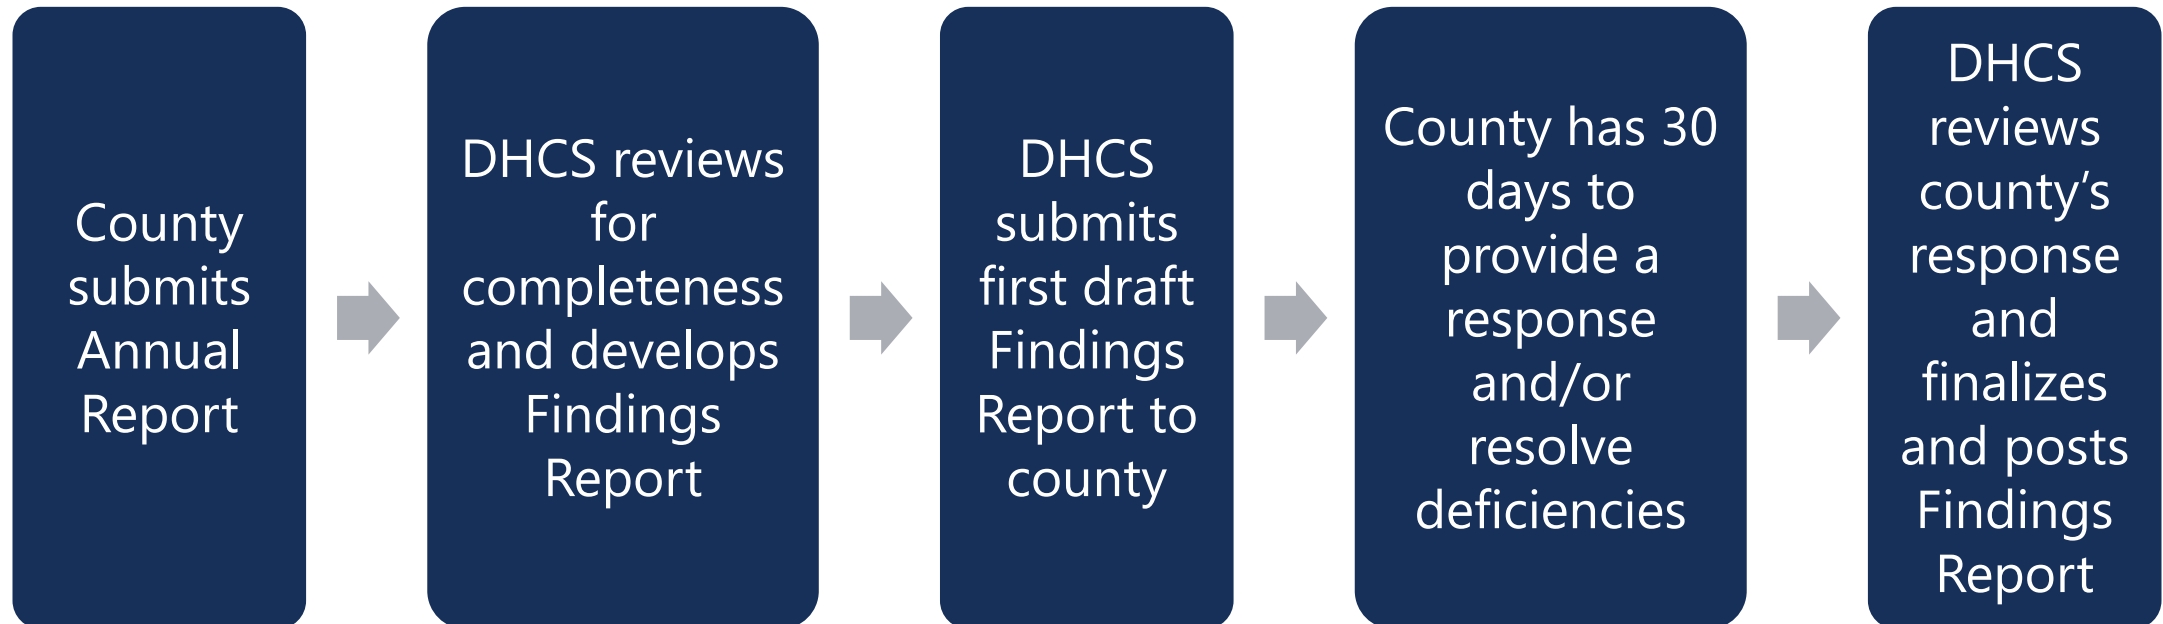 County
submits
Annual
Report
DHCS reviews
for
completeness
and develops
Findings
Report
DHCS
submits
first draft
Findings
Report to
county
County has 30
days to
provide a
response
and/or
resolve
deficiencies
DHCS
reviews
county’s
response
and
finalizes
and posts
Findings
Report